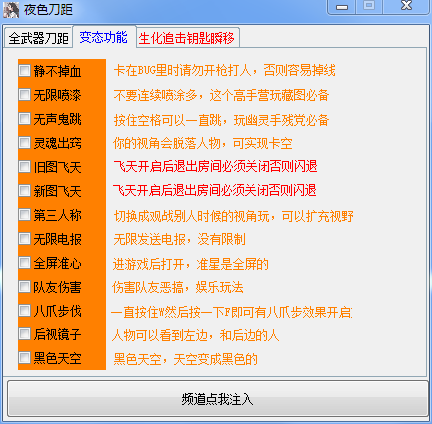 夜色刀距
全武器刀距 变态功能 生化追击钥匙瞬移
静不掉血 卡在BUG里时请勿开枪打人，否则容易掉线
无限喷漆 不要连续喷涂多，这个高手营玩藏图必备
无声鬼跳 按住空格可以一直跳，玩幽灵手残党必备
灵魂出窍 你的视角会脱落人物，可实现卡空
旧图飞天 飞天开启后退出房间必须关闭否则闪退
新图飞天 飞天开启后退出房间必须关闭否则闪退
第三人称 切换成观战别人时候的视角玩，可以扩充视野
无限电报 无限发送电报，没有限制
全屏准心 进游戏后打开，准星是全屏的
队友伤害 伤害队友恶搞，娱乐玩法
八爪步伐 一直按住W然后按一下F即可有八爪步效果开启
后视镜子 人物可以看到左边，和后边的人
黑色天空 黑色天空，天空变成黑色的
频道点我注入